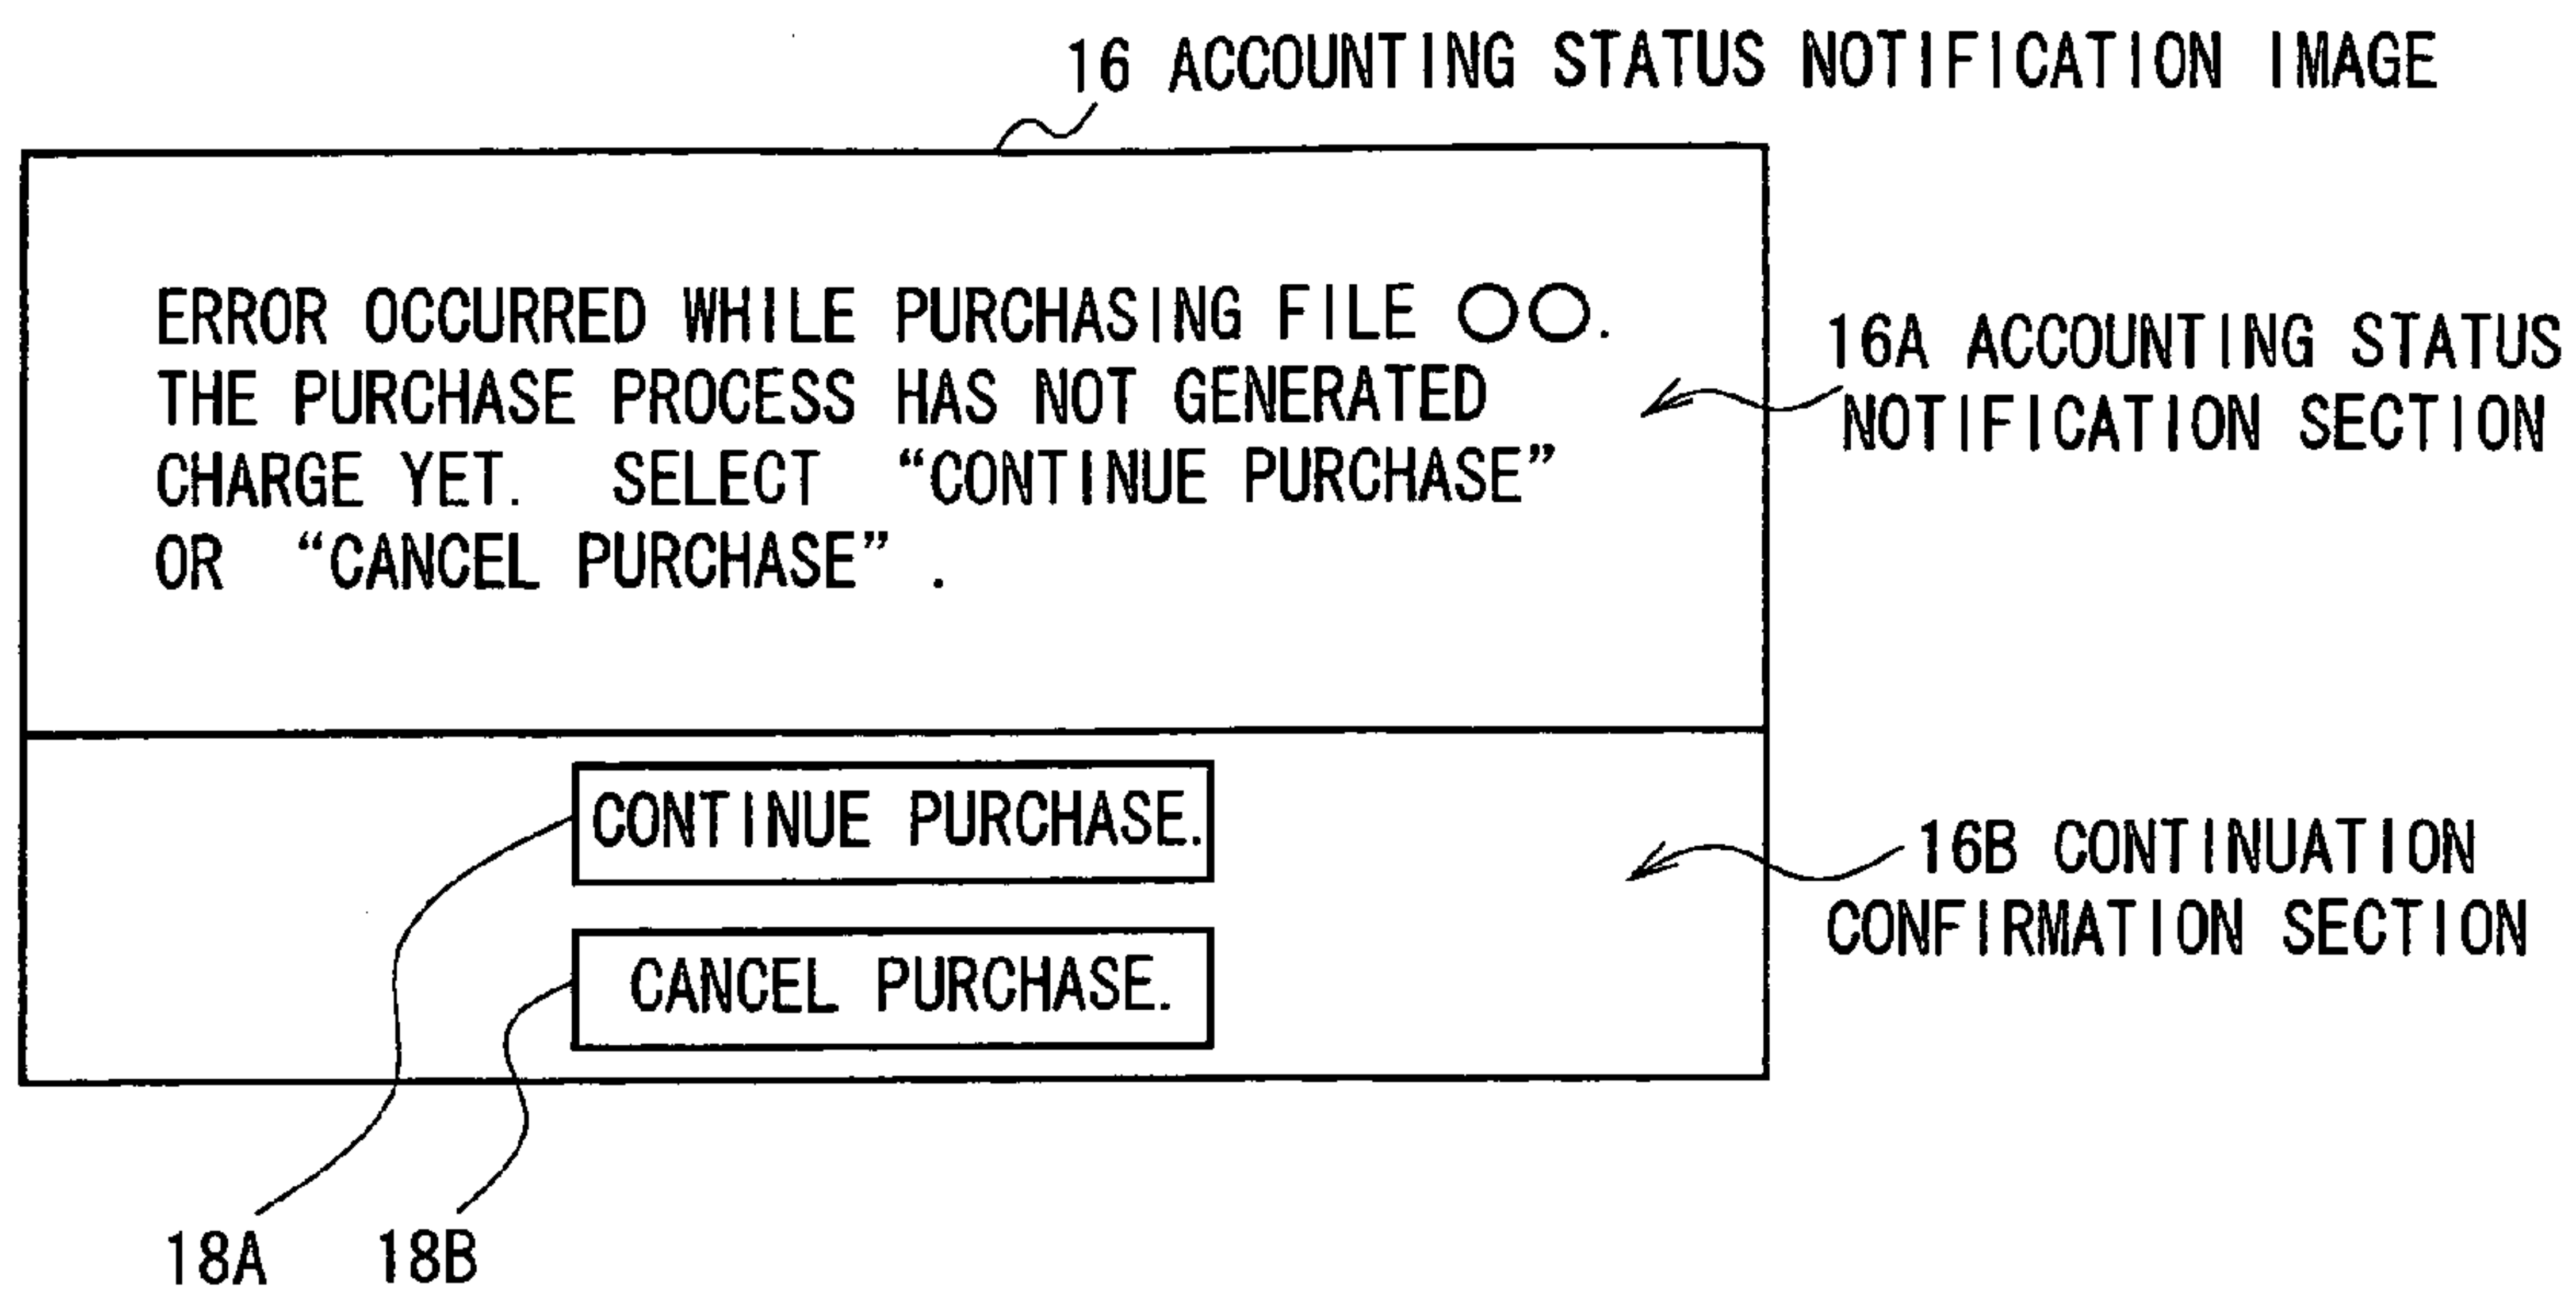 16 ACCOUNTING STATUS NOTIFICATION IMAGE
ERROR OCCURRED WHILE PURCHASING FILE ○○.
THE PURCHASE PROCESS HAS NOT GENERATED
CHARGE YET. SELECT “CONTINUE PURCHASE”
OR “CANCEL PURCHASE”.
16A ACCOUNTING STATUS
NOTIFICATION SECTION
CONTINUE PURCHASE.
CANCEL PURCHASE.
16B CONTINUATION
CONFIRMATION SECTION
18A
18B